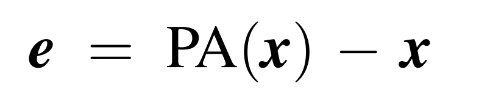 e = PA(x) − x